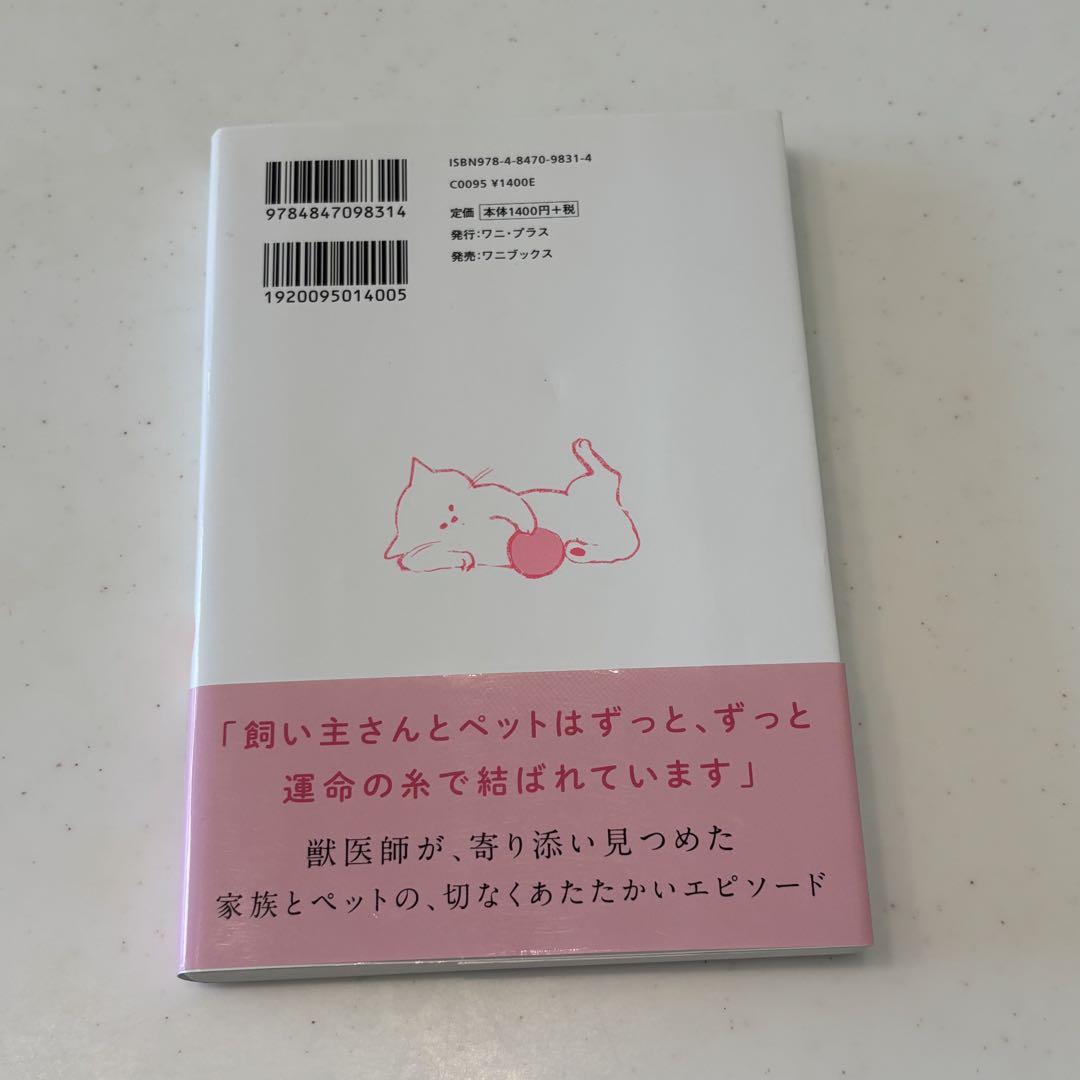 9784847098314
1920095014005
ISBN978-4-8470-9831-4
C0095 ¥1400E
定価 本体1400円+税
発行:ワニ・プラス
発売:ワニブックス
「飼い主さんとペットはずっと、ずっと
運命の糸で結ばれています」
獣医師が、寄り添い見つめた
家族とペットの、切なくあたたかいエピソード